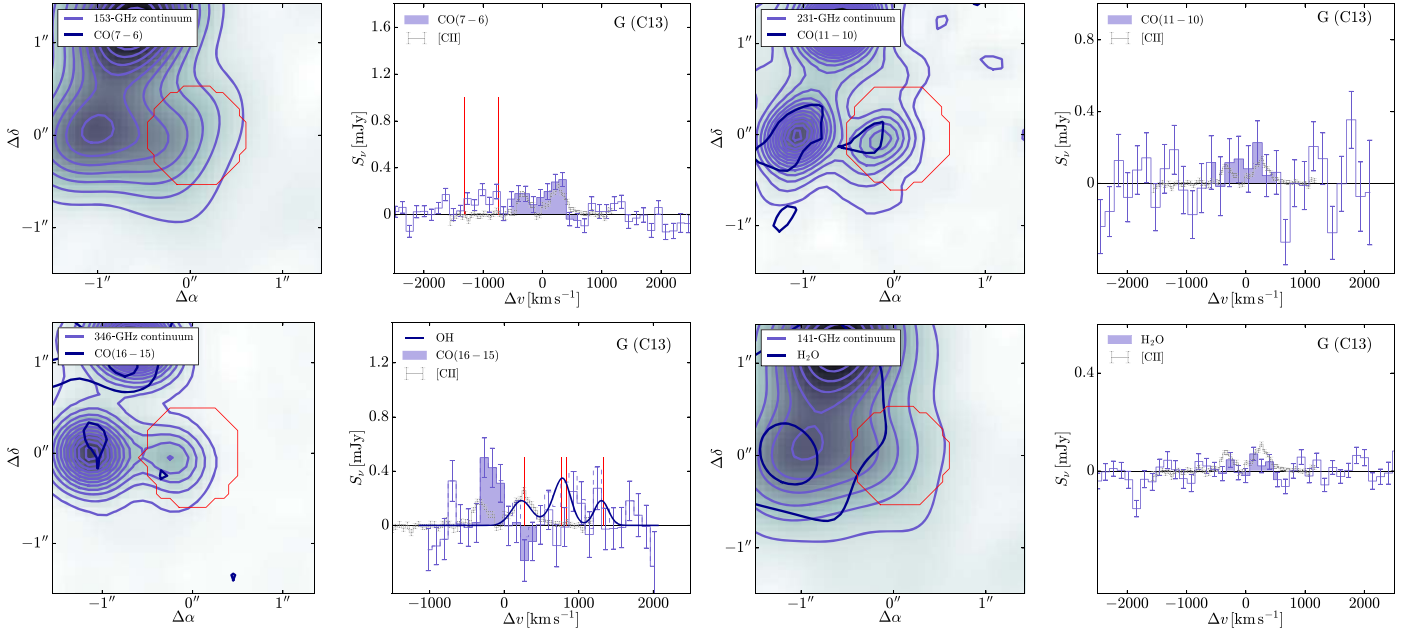 153-GHz continuum
CO(7 − 6)
1″
0″
−1″
Δδ
−1″ 0″ 1″
Δα
CO(7 − 6)
[CII]
G (C13)
1.6
1.2
0.8
0.4
0
S_ν [mJy]
−2000 −1000 0 1000 2000
Δv [km s⁻¹]
231-GHz continuum
CO(11 − 10)
1″
0″
−1″
Δδ
−1″ 0″ 1″
Δα
CO(11 − 10)
[CII]
G (C13)
0.8
0.4
0
S_ν [mJy]
−2000 −1000 0 1000 2000
Δv [km s⁻¹]
346-GHz continuum
CO(16 − 15)
1″
0″
−1″
Δδ
−1″ 0″ 1″
Δα
OH
CO(16 − 15)
[CII]
G (C13)
1.2
0.8
0.4
0
S_ν [mJy]
−1000 0 1000 2000
Δv [km s⁻¹]
141-GHz continuum
H₂O
1″
0″
−1″
Δδ
−1″ 0″ 1″
Δα
H₂O
[CII]
G (C13)
0.4
0
S_ν [mJy]
−2000 −1000 0 1000 2000
Δv [km s⁻¹]